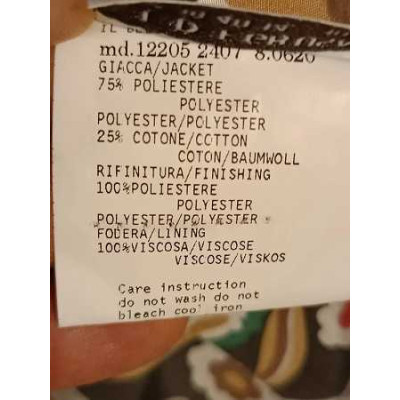 md.12205 2407 8.0620
GIACCA/JACKET
75% POLIESTERE
POLYESTER
POLYESTER/POLYESTER
25% COTONE/COTTON
COTON/BAUMWOLL
RIFINITURA/FINISHING
100%POLIESTERE
POLYESTER
POLYESTER/POLYESTER
FODERA/LINING
100%VISCOSA/VISCOSE
VISCOSE/VISKOS
Care instruction
do not wash do not
bleach cool iron